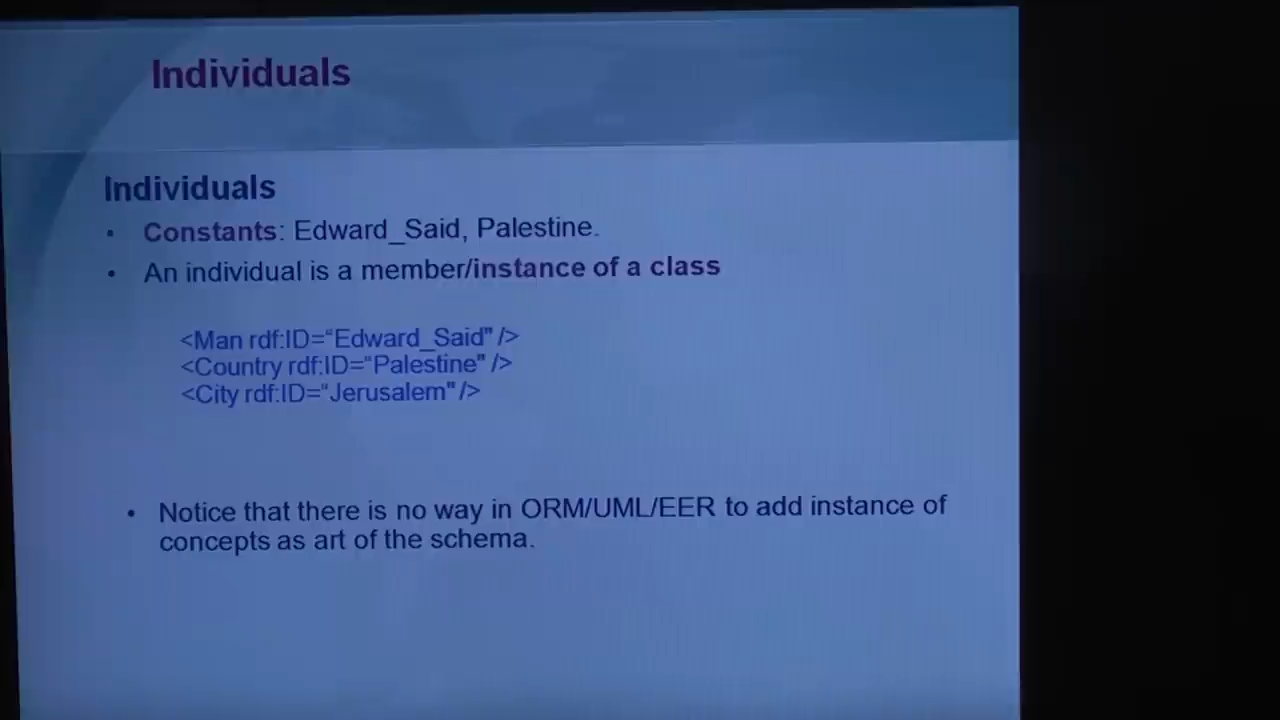 Individuals
Individuals
• Constants: Edward_Said, Palestine.
• An individual is a member/instance of a class
<Man rdf:ID=“Edward_Said" />
<Country rdf:ID=“Palestine" />
<City rdf:ID=“Jerusalem" />
• Notice that there is no way in ORM/UML/EER to add instance of
concepts as art of the schema.